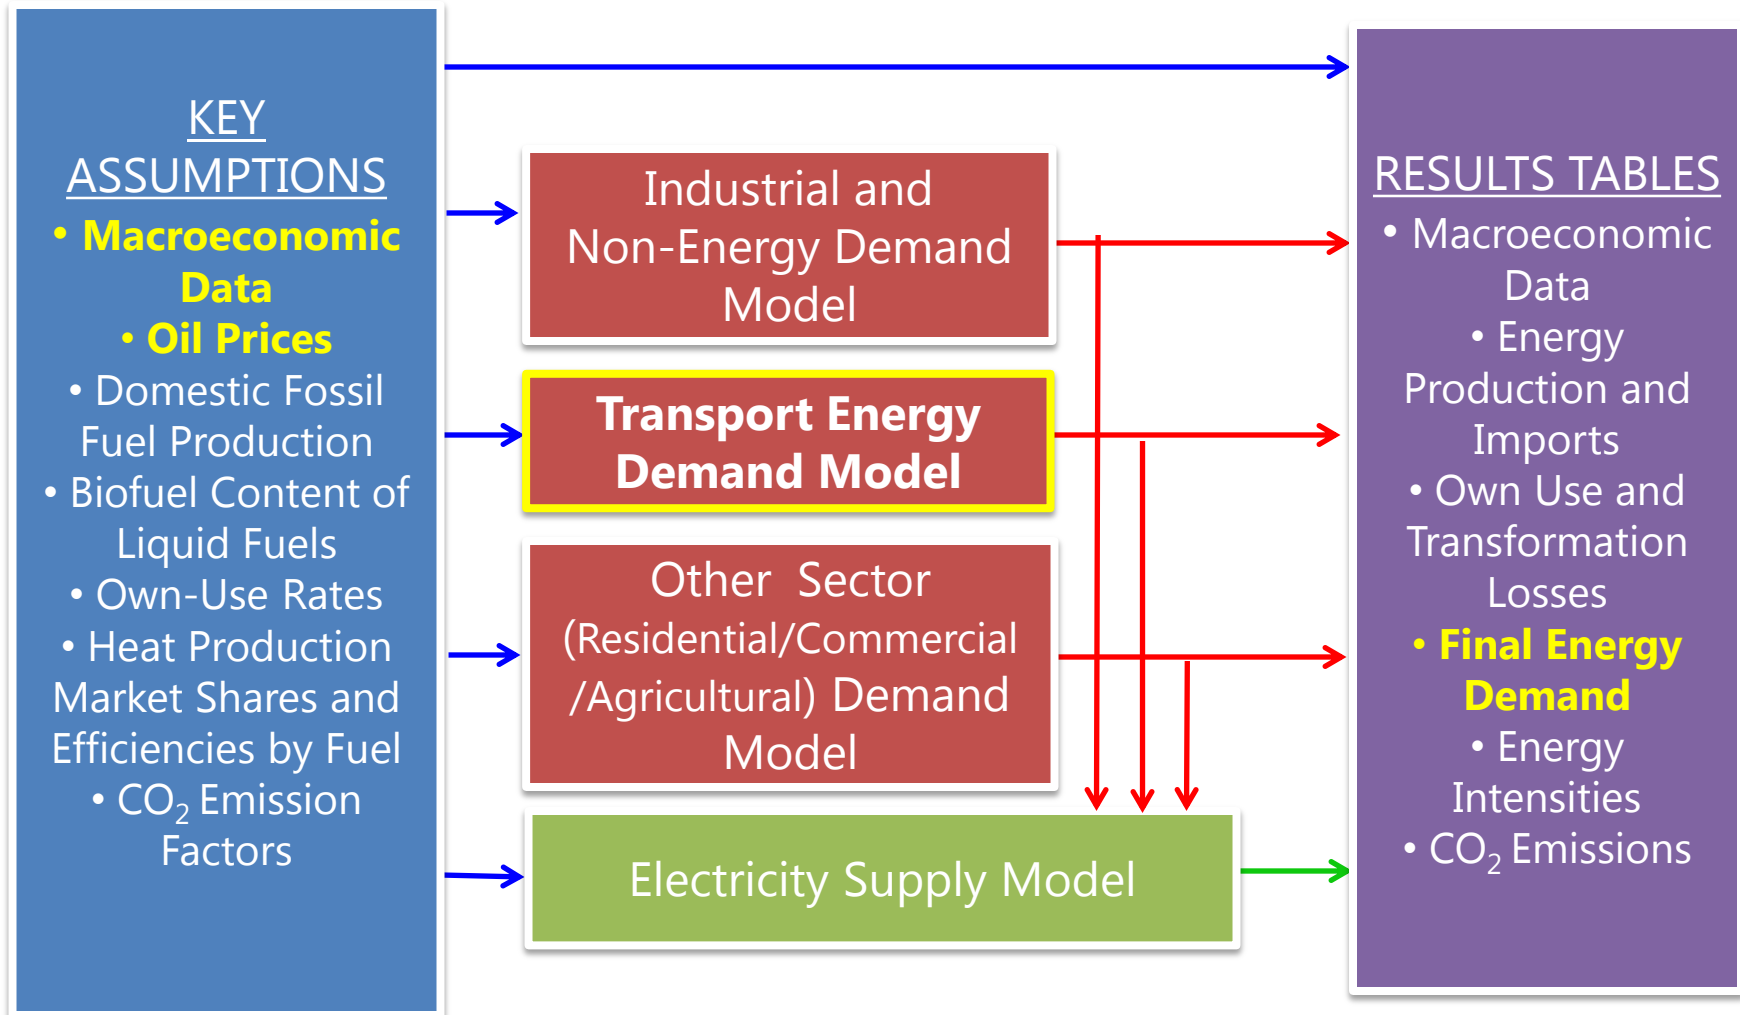 KEY
ASSUMPTIONS
• Macroeconomic
Data
• Oil Prices
• Domestic Fossil
Fuel Production
• Biofuel Content of
Liquid Fuels
• Own-Use Rates
• Heat Production
Market Shares and
Efficiencies by Fuel
• CO₂ Emission
Factors
Industrial and
Non-Energy Demand
Model
Transport Energy
Demand Model
Other Sector
(Residential/Commercial
/Agricultural) Demand
Model
Electricity Supply Model
RESULTS TABLES
• Macroeconomic
Data
• Energy
Production and
Imports
• Own Use and
Transformation
Losses
• Final Energy
Demand
• Energy
Intensities
• CO₂ Emissions